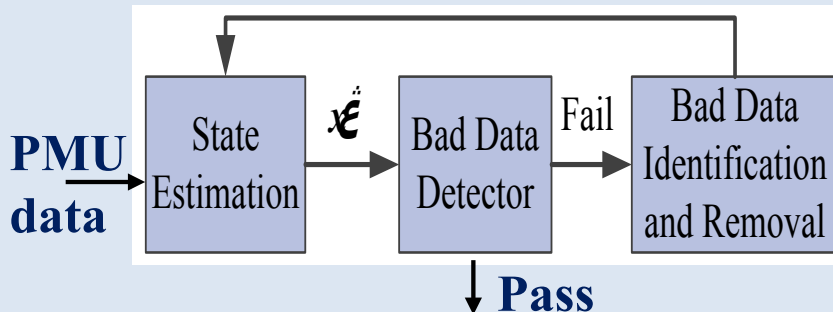 PMU
data
State
Estimation
Bad Data
Detector
Fail
Bad Data
Identification
and Removal
Pass